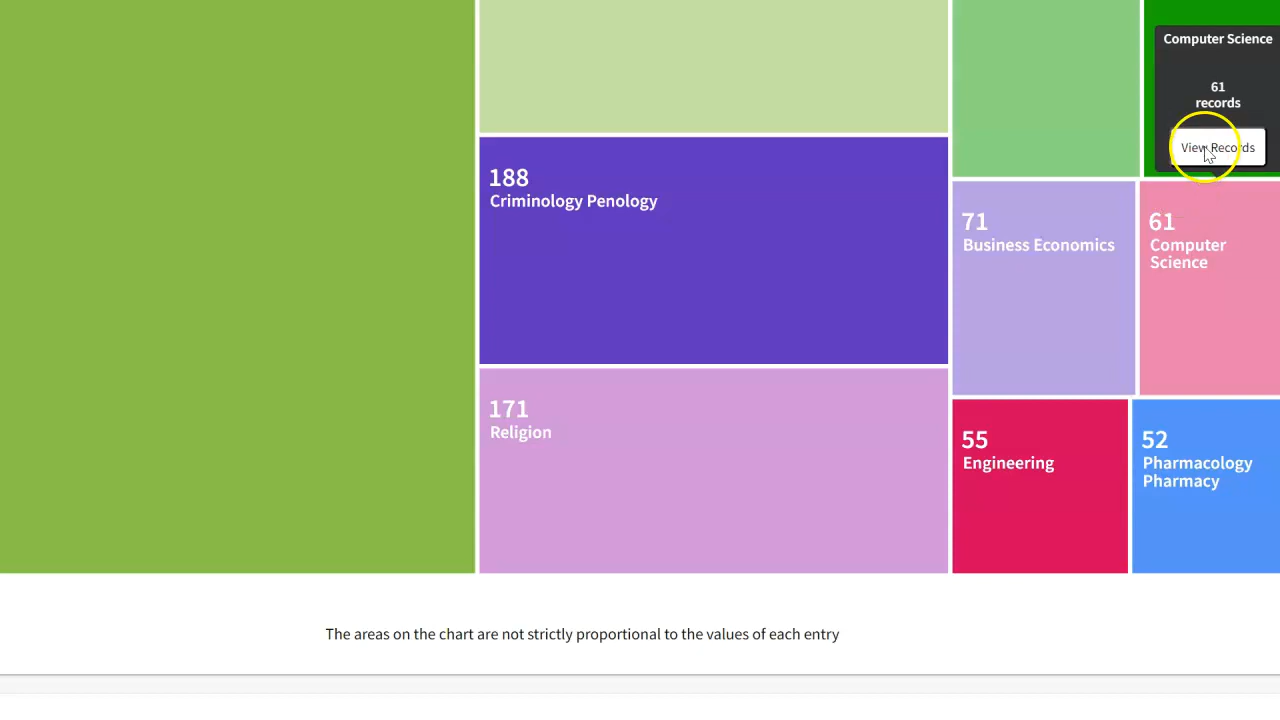 Computer Science
61
records
View Records
188
Criminology Penology
71
Business Economics
61
Computer
Science
171
Religion
55
Engineering
52
Pharmacology
Pharmacy
The areas on the chart are not strictly proportional to the values of each entry